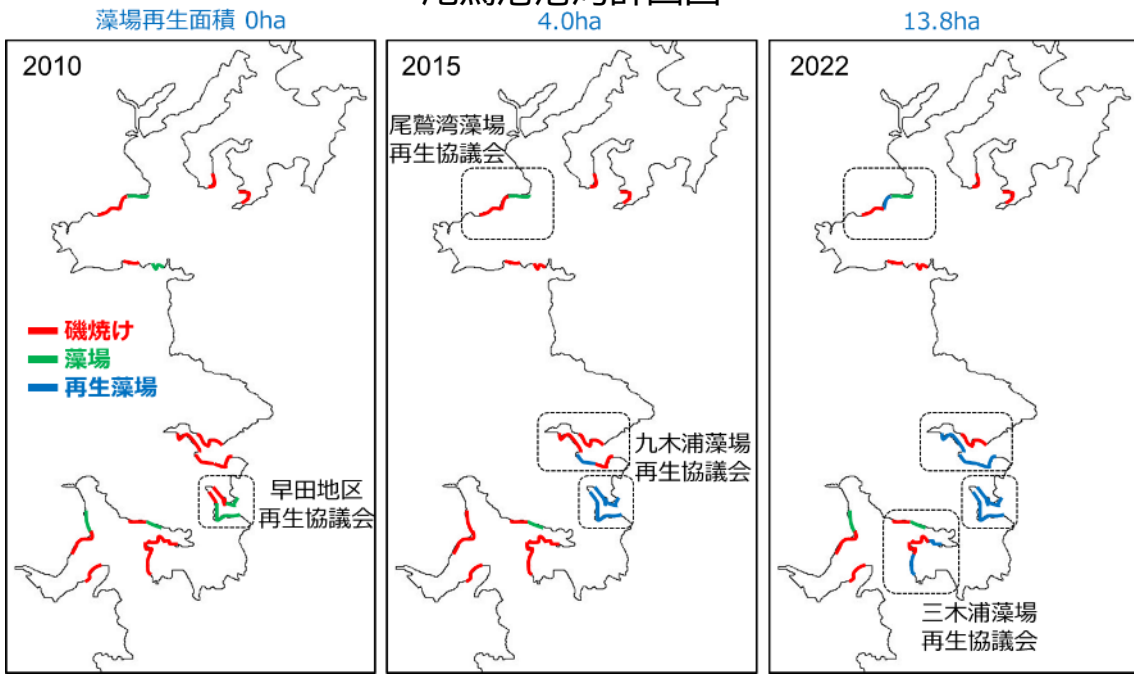 藻場再生面積 0ha
4.0ha
13.8ha
2010
2015
2022
尾鷲湾藻場
再生協議会
磯焼け
藻場
再生藻場
九木浦藻場
再生協議会
早田地区
再生協議会
三木浦藻場
再生協議会